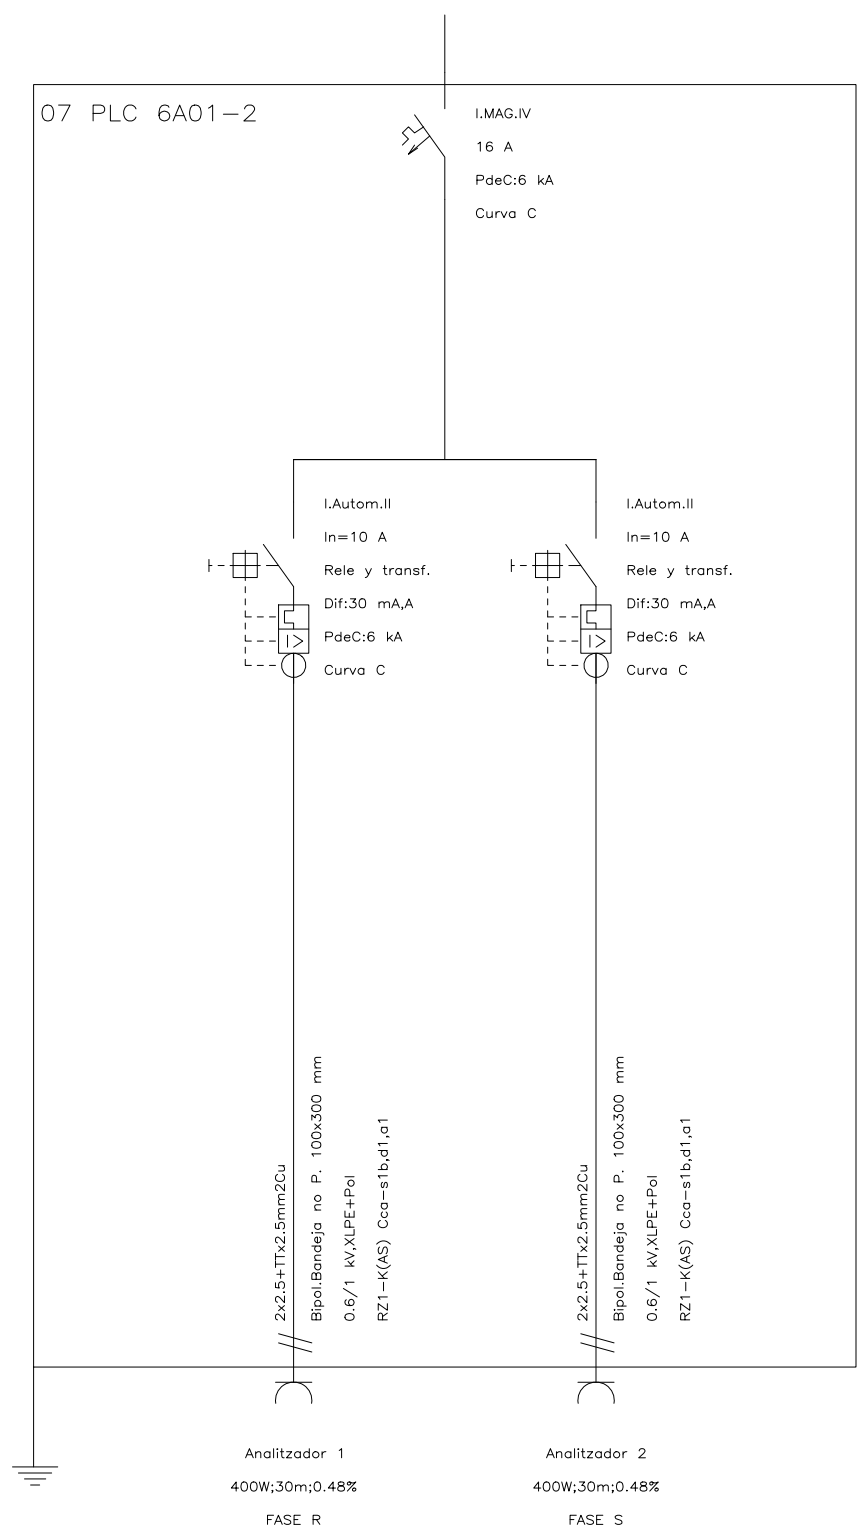 07 PLC 6A01-2
I.MAG.IV
16 A
PdeC:6 kA
Curva C
I.Autom.II
In=10 A
Rele y transf.
Dif:30 mA,A
PdeC:6 kA
Curva C
I.Autom.II
In=10 A
Rele y transf.
Dif:30 mA,A
PdeC:6 kA
Curva C
I>
I>
2x2.5+TTx2.5mm2Cu
Bipol.Bandeja no P. 100x300 mm
0.6/1 kV,XLPE+Pol
RZ1-K(AS) Cca-s1b,d1,a1
2x2.5+TTx2.5mm2Cu
Bipol.Bandeja no P. 100x300 mm
0.6/1 kV,XLPE+Pol
RZ1-K(AS) Cca-s1b,d1,a1
Analitzador 1
400W;30m;0.48%
FASE R
Analitzador 2
400W;30m;0.48%
FASE S